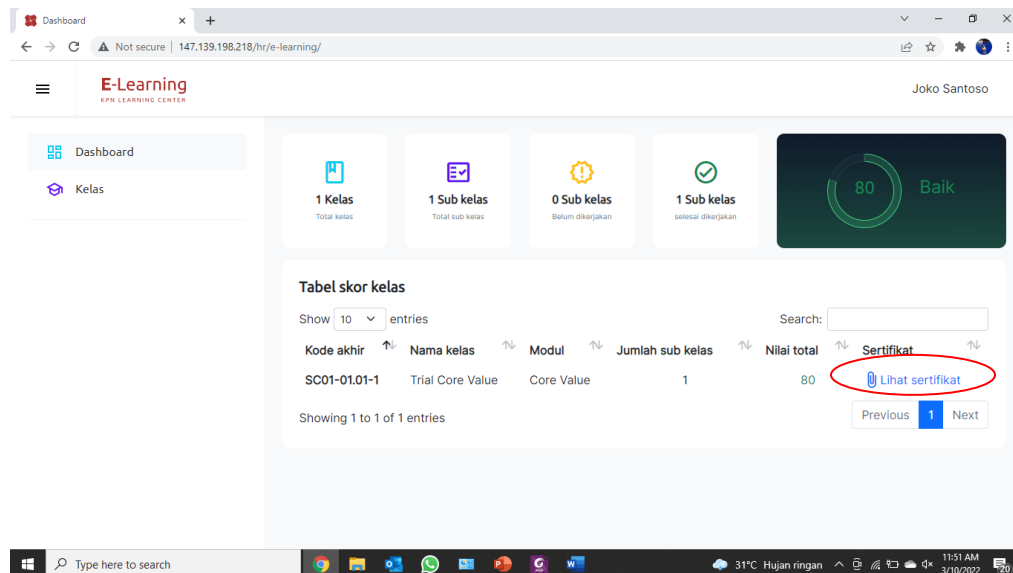 Dashboard
Not secure | 147.139.198.218/hr/e-learning/
E-Learning
KPN LEARNING CENTER
Joko Santoso
Dashboard
Kelas
1 Kelas
Total kelas
1 Sub kelas
Total sub kelas
0 Sub kelas
Belum dikerjakan
1 Sub kelas
selesai dikerjakan
80 Baik
Tabel skor kelas
Show 10 entries
Search:
Kode akhir Nama kelas Modul Jumlah sub kelas Nilai total Sertifikat
SC01-01.01-1 Trial Core Value Core Value 1 80 Lihat sertifikat
Showing 1 to 1 of 1 entries
Previous 1 Next
Type here to search
31°C Hujan ringan
11:51 AM
3/10/2022
20